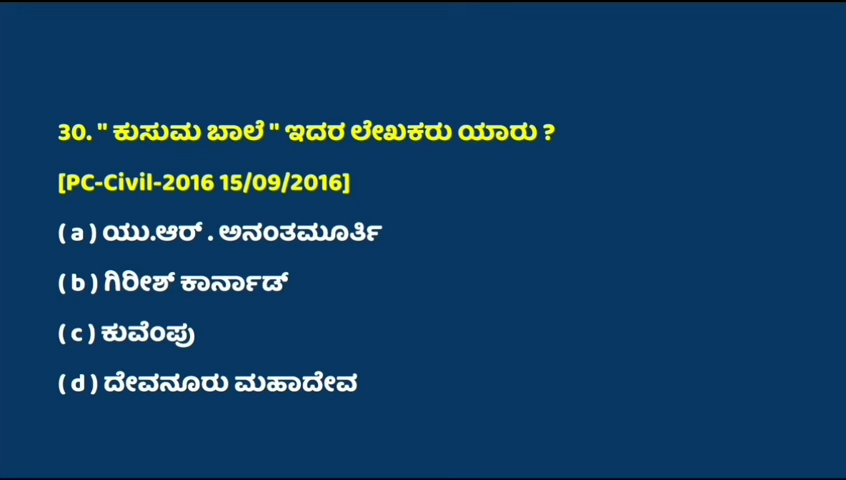 30. " ಕುಸುಮ ಬಾಲೆ " ಇದರ ಲೇಖಕರು ಯಾರು ?
[PC-Civil-2016 15/09/2016]
( a ) ಯು.ಆರ್ . ಅನಂತಮೂರ್ತಿ
( b ) ಗಿರೀಶ್ ಕಾರ್ನಾಡ್
( c ) ಕುವೆಂಪು
( d ) ದೇವನೂರು ಮಹಾದೇವ